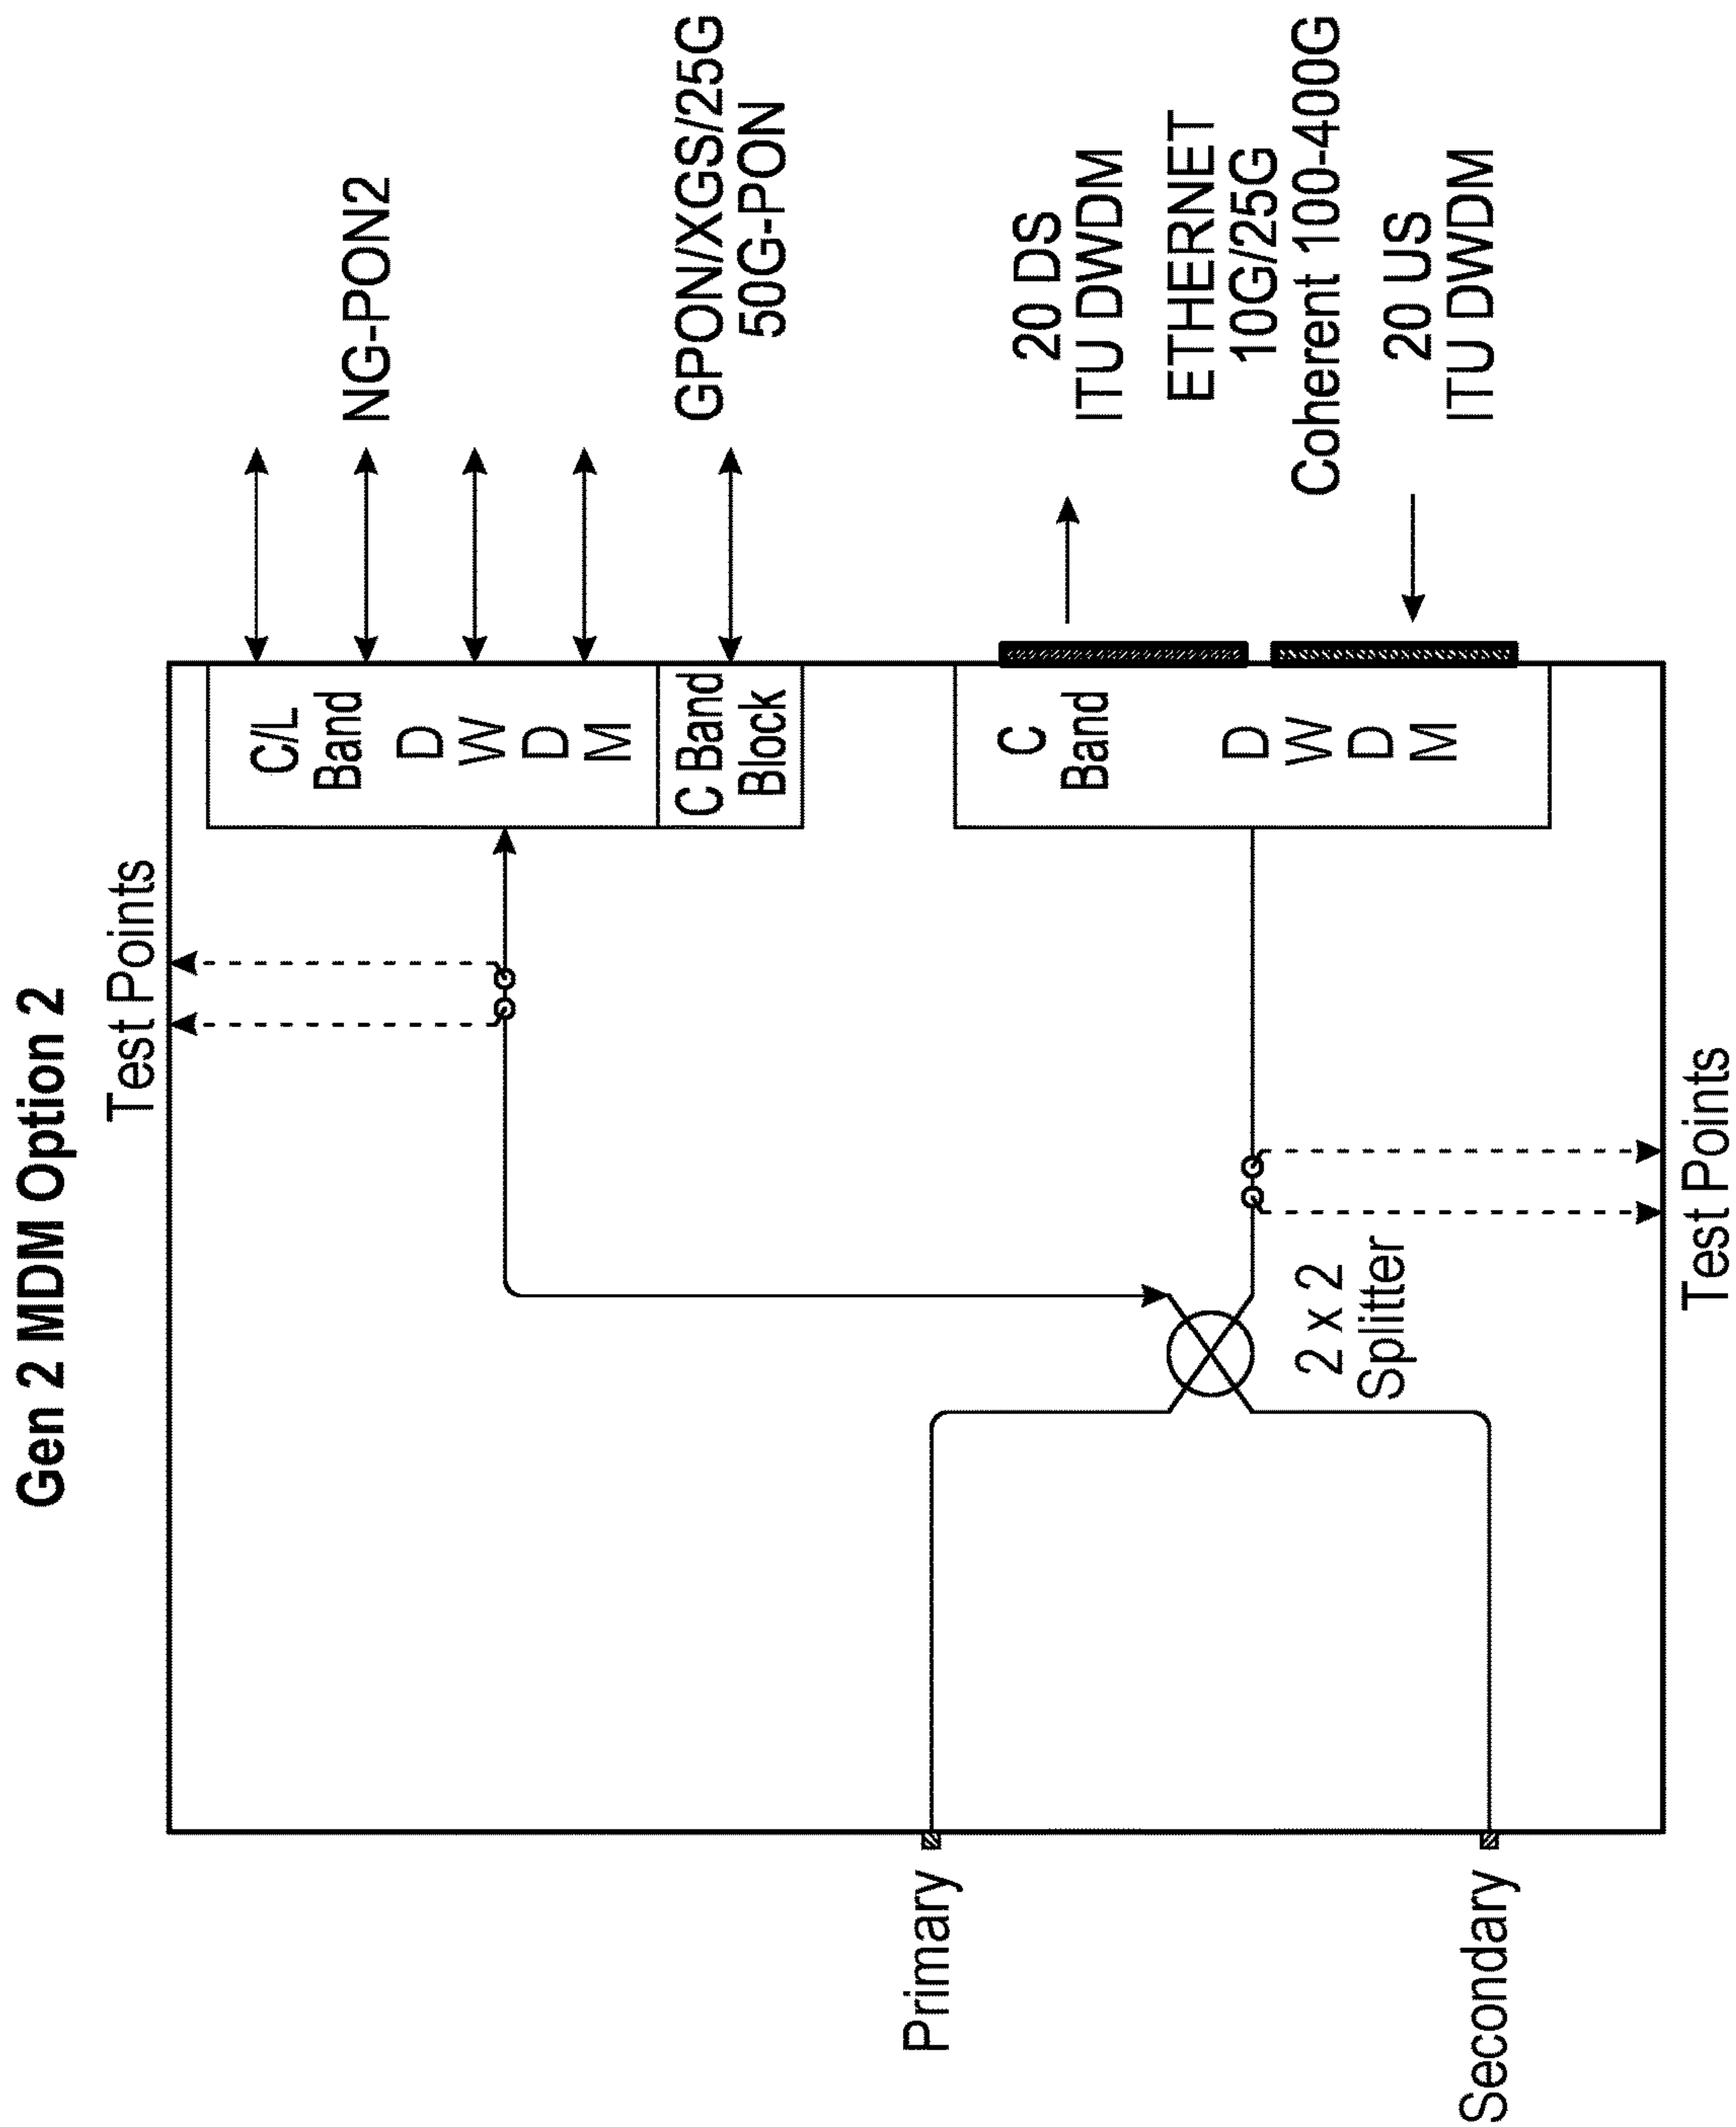 Gen 2 MDM Option 2
Test Points
C/L
Band
D
W
D
M
NG-PON2
C Band
Block
GPON/XGS/25G
50G-PON
Primary
C
Band
D
W
D
M
20 DS
ITU DWDM
ETHERNET
10G/25G
Coherent 100-400G
20 US
ITU DWDM
2 x 2
Splitter
Secondary
Test Points